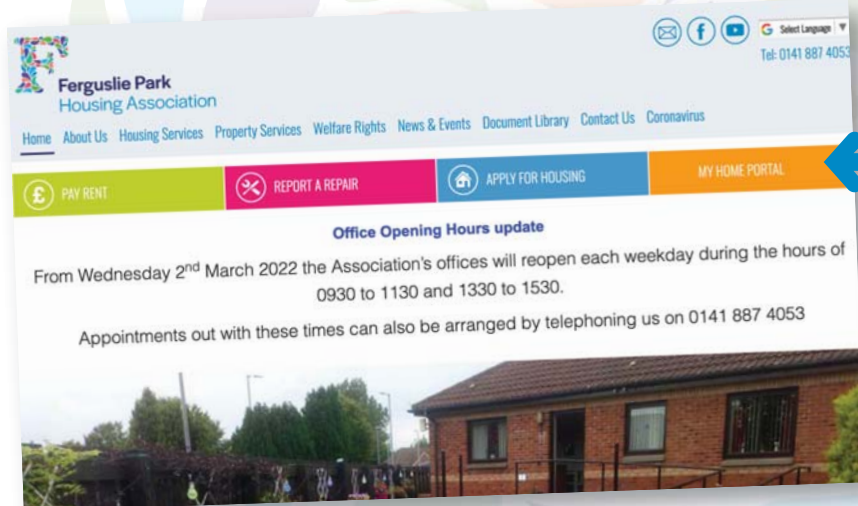 Select Language
Tel: 0141 887 4053
Ferguslie Park
Housing Association
Home About Us Housing Services Property Services Welfare Rights News & Events Document Library Contact Us Coronavirus
£ PAY RENT
REPORT A REPAIR
APPLY FOR HOUSING
MY HOME PORTAL
Office Opening Hours update
From Wednesday 2nd March 2022 the Association's offices will reopen each weekday during the hours of
0930 to 1130 and 1330 to 1530.
Appointments out with these times can also be arranged by telephoning us on 0141 887 4053